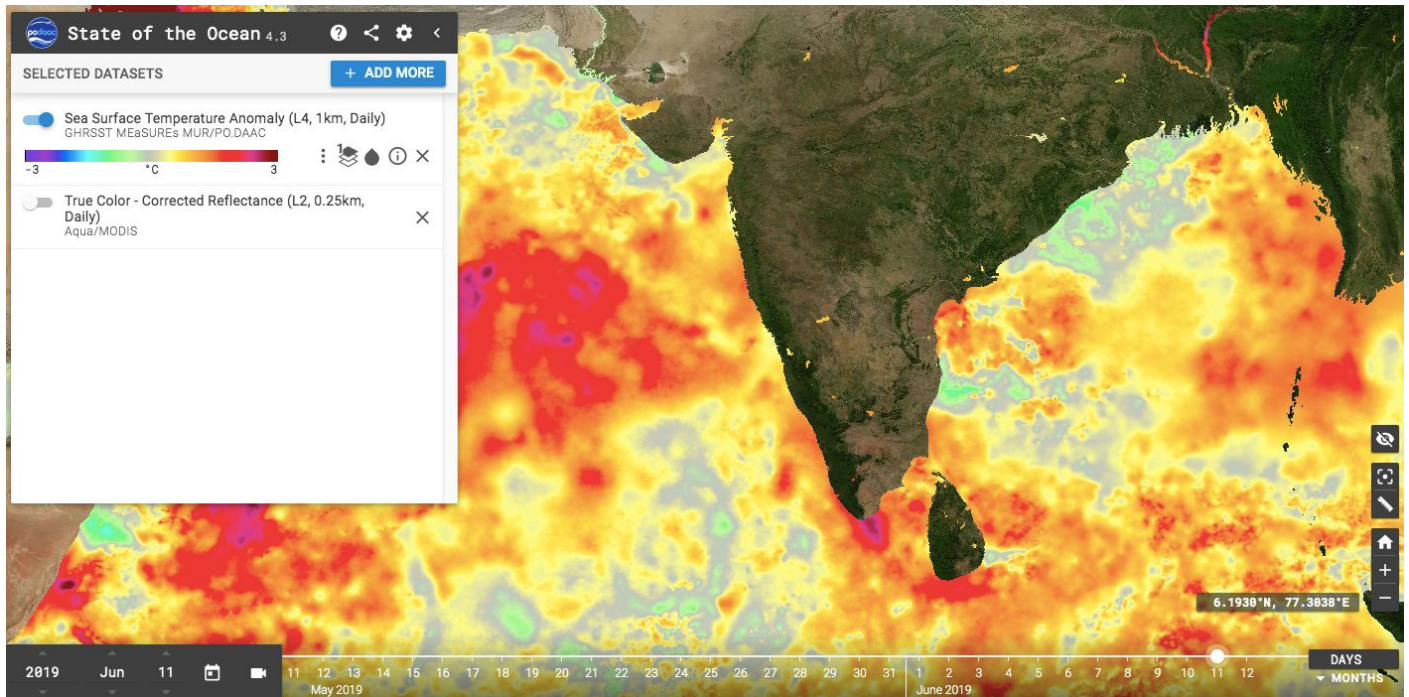 podaac
State of the Ocean 4.3
SELECTED DATASETS
+ ADD MORE
Sea Surface Temperature Anomaly (L4, 1km, Daily)
GHRSST MEaSUREs MUR/PO.DAAC
1
-3 °C 3
True Color - Corrected Reflectance (L2, 0.25km,
Daily)
Aqua/MODIS
6.1930°N, 77.3038°E
2019 Jun 11
11 12 13 14 15 16 17 18 19 20 21 22 23 24 25 26 27 28 29 30 31 1 2 3 4 5 6 7 8 9 10 11 12
May 2019 June 2019
DAYS
MONTHS